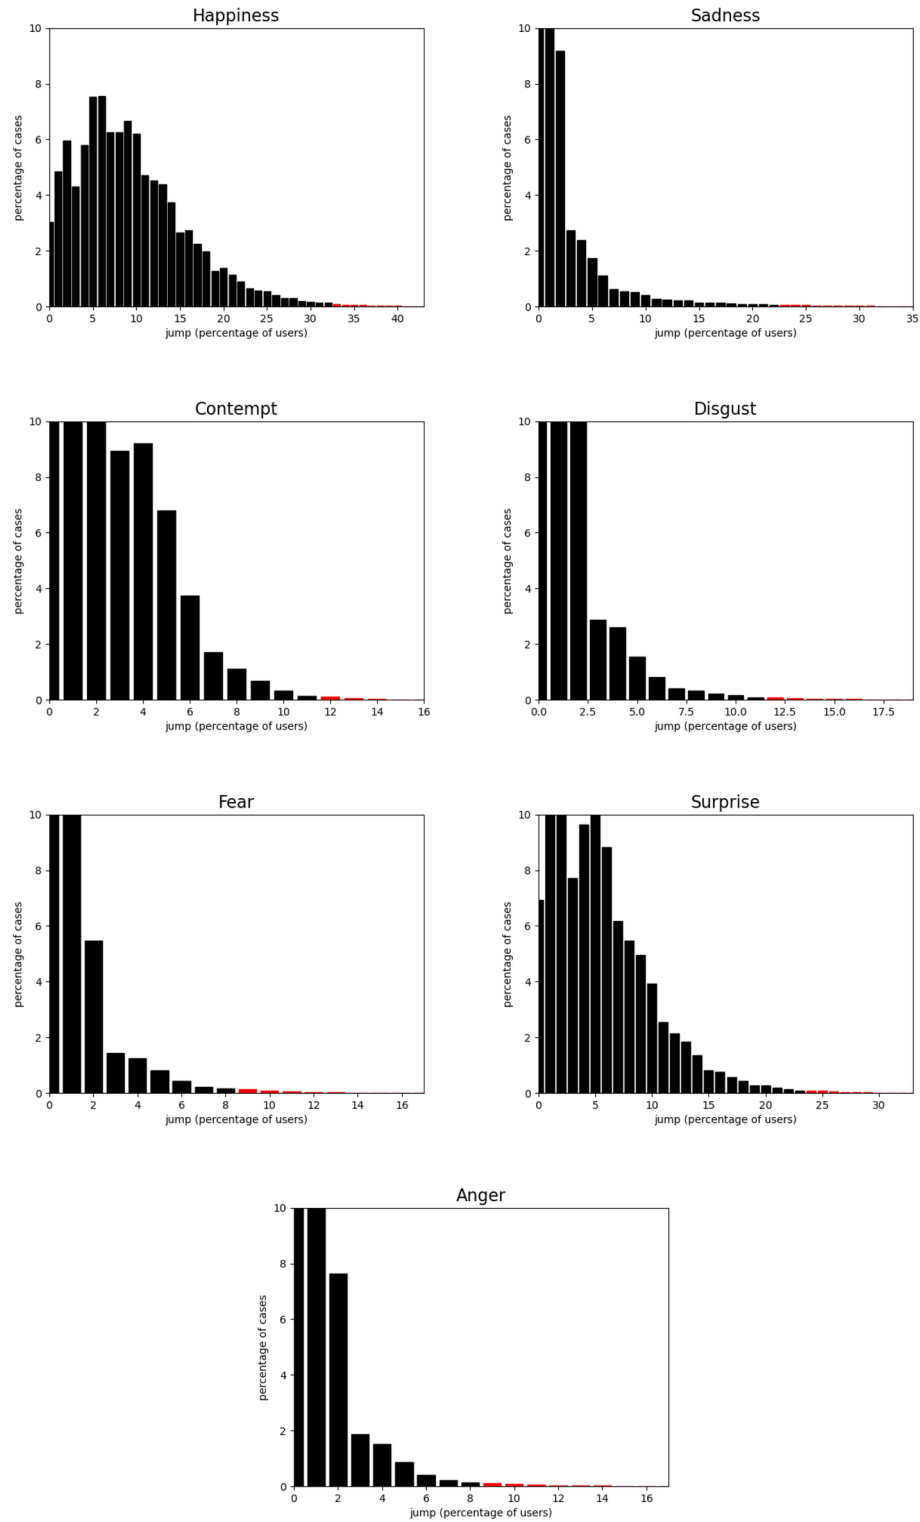 Happiness
percentage of cases
10
8
6
4
2
0
0 5 10 15 20 25 30 35 40
jump (percentage of users)
Sadness
percentage of cases
10
8
6
4
2
0
0 5 10 15 20 25 30 35
jump (percentage of users)
Contempt
percentage of cases
10
8
6
4
2
0
0 2 4 6 8 10 12 14 16
jump (percentage of users)
Disgust
percentage of cases
10
8
6
4
2
0
0.0 2.5 5.0 7.5 10.0 12.5 15.0 17.5
jump (percentage of users)
Fear
percentage of cases
10
8
6
4
2
0
0 2 4 6 8 10 12 14 16
jump (percentage of users)
Surprise
percentage of cases
10
8
6
4
2
0
0 5 10 15 20 25 30
jump (percentage of users)
Anger
percentage of cases
10
8
6
4
2
0
0 2 4 6 8 10 12 14 16
jump (percentage of users)